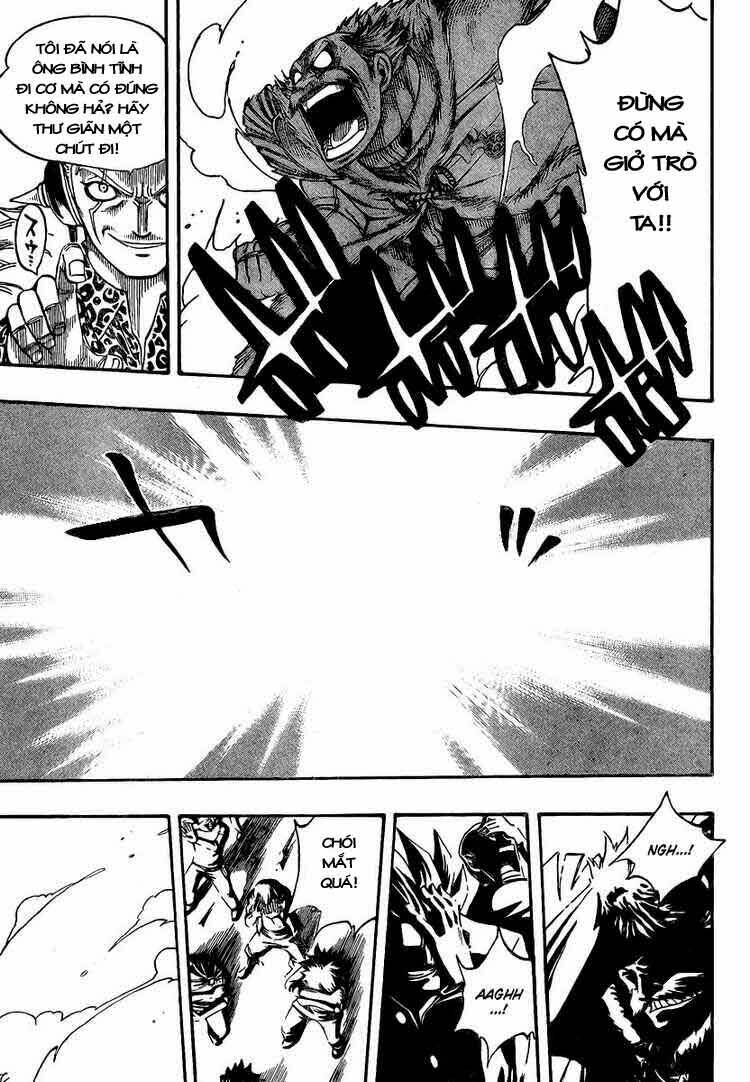 ĐỪNG
CÓ MÀ
GIỞ TRÒ
VỚI
TA!!
TÔI ĐÃ NÓI LÀ
ÔNG BÌNH TĨNH
ĐI CƠ MÀ CÓ ĐÚNG
KHÔNG HẢ? HÃY
THƯ GIÃN MỘT
CHÚT ĐI!
NGH...!
AAGHH
...!
CHÓI
MẮT
QUÁ!